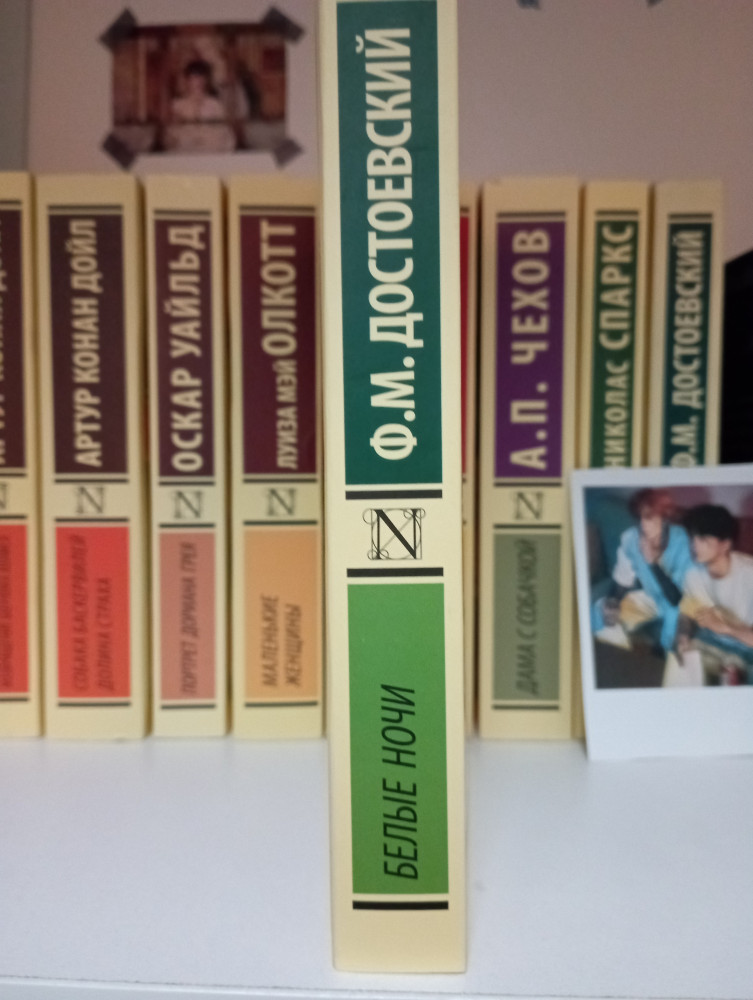 АРТУР КОНАН ДОЙЛ
СОБАКА БАСКЕРВИЛЕЙ
ДОЛИНА СТРАХА
ОСКАР УАЙЛЬД
ПОРТРЕТ ДОРИАНА ГРЕЯ
ЛУИЗА МЭЙ ОЛКОТТ
МАЛЕНЬКИЕ
ЖЕНЩИНЫ
Ф.М. ДОСТОЕВСКИЙ
N
БЕЛЫЕ НОЧИ
А.П. ЧЕХОВ
ДАМА С СОБАЧКОЙ
НИКОЛАС СПАРКС
Ф.М. ДОСТОЕВСКИЙ